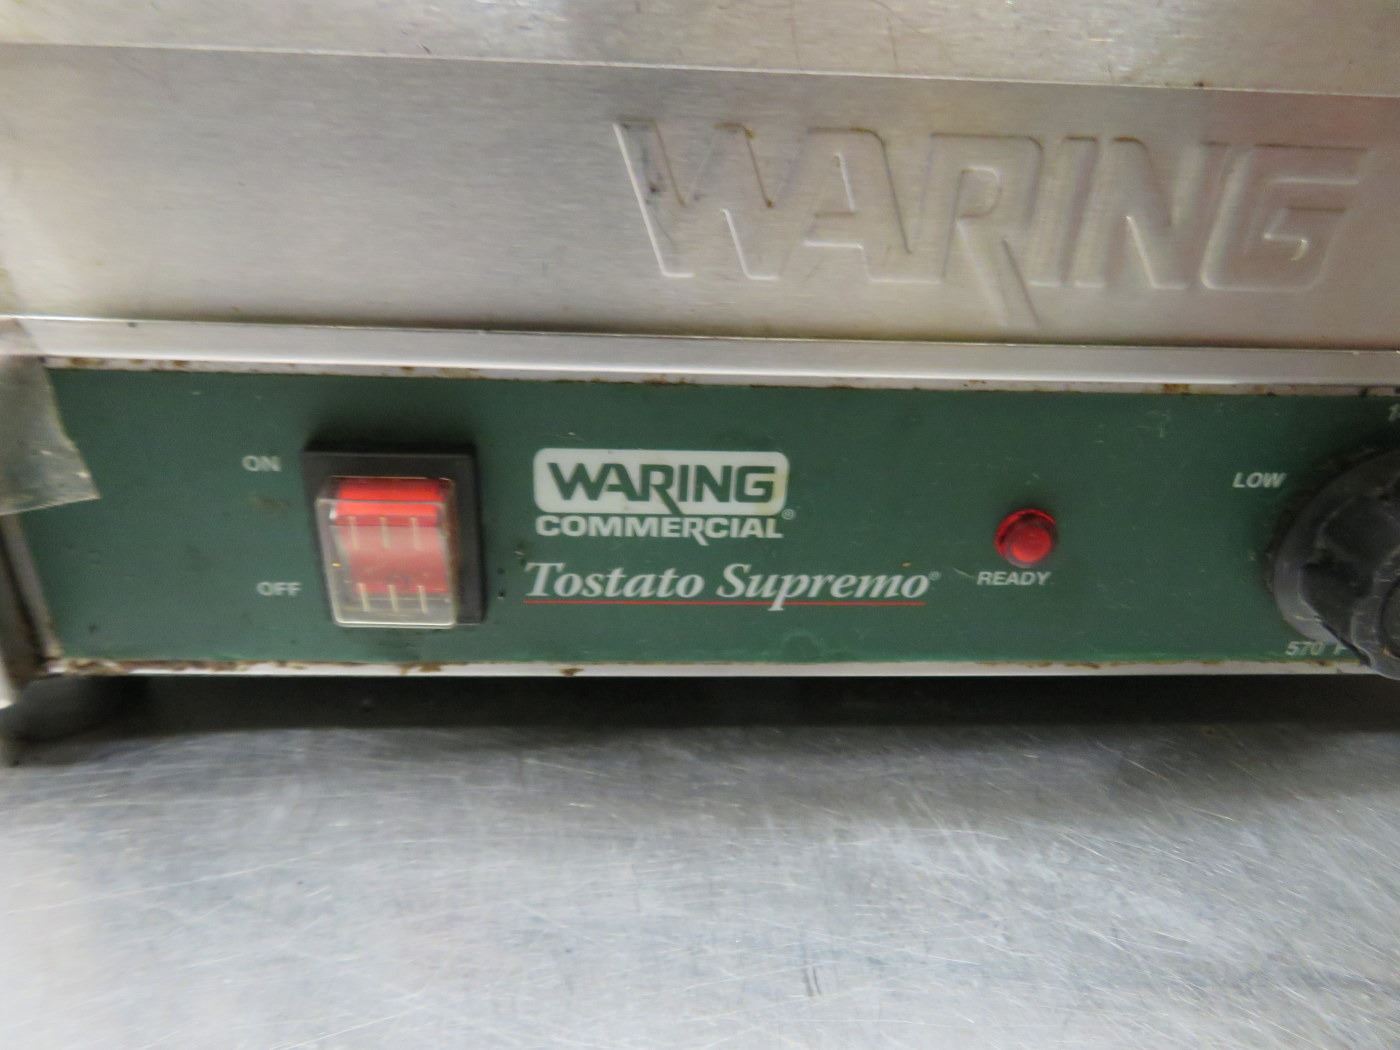 WARING
ON
OFF
WARING
COMMERCIAL®
Tostato Supremo®
READY
LOW
570°F